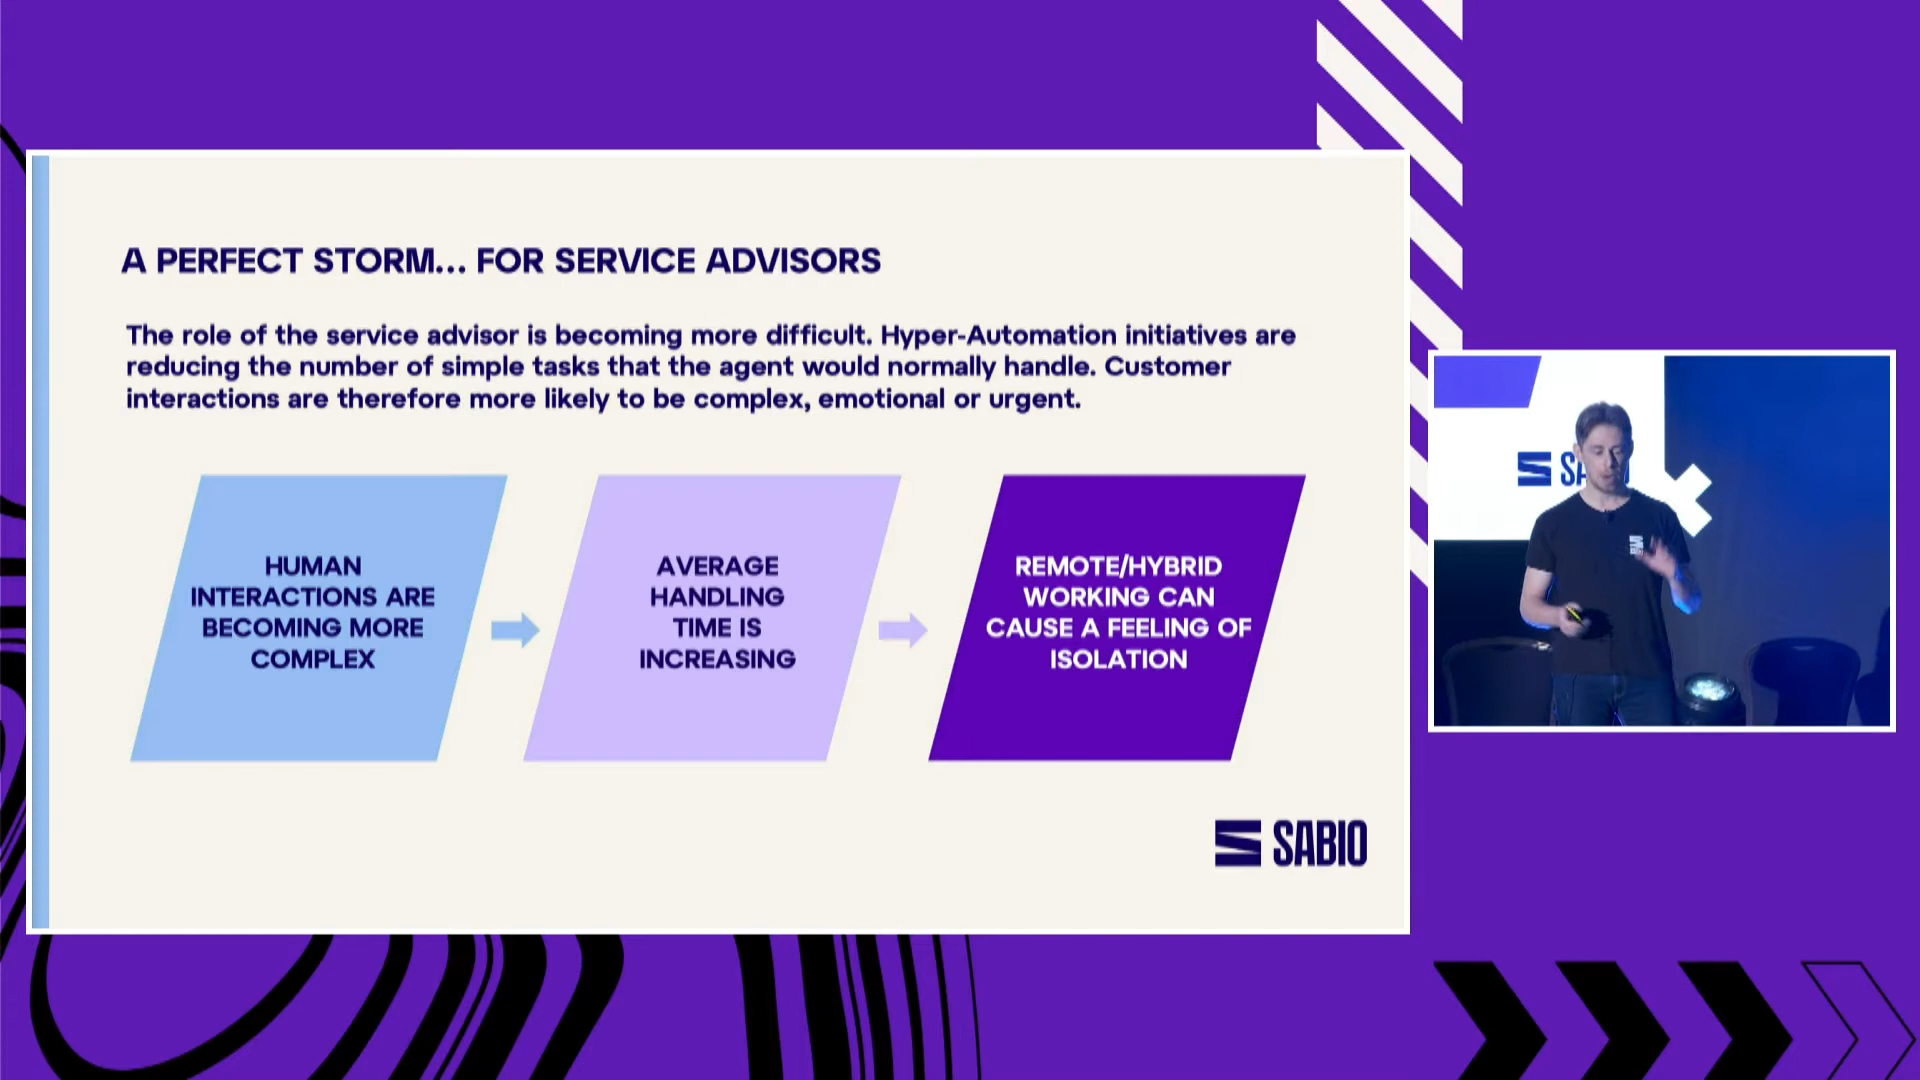 A PERFECT STORM... FOR SERVICE ADVISORS
The role of the service advisor is becoming more difficult. Hyper-Automation initiatives are
reducing the number of simple tasks that the agent would normally handle. Customer
interactions are therefore more likely to be complex, emotional or urgent.
HUMAN
INTERACTIONS ARE
BECOMING MORE
COMPLEX
AVERAGE
HANDLING
TIME IS
INCREASING
REMOTE/HYBRID
WORKING CAN
CAUSE A FEELING OF
ISOLATION
SABIO